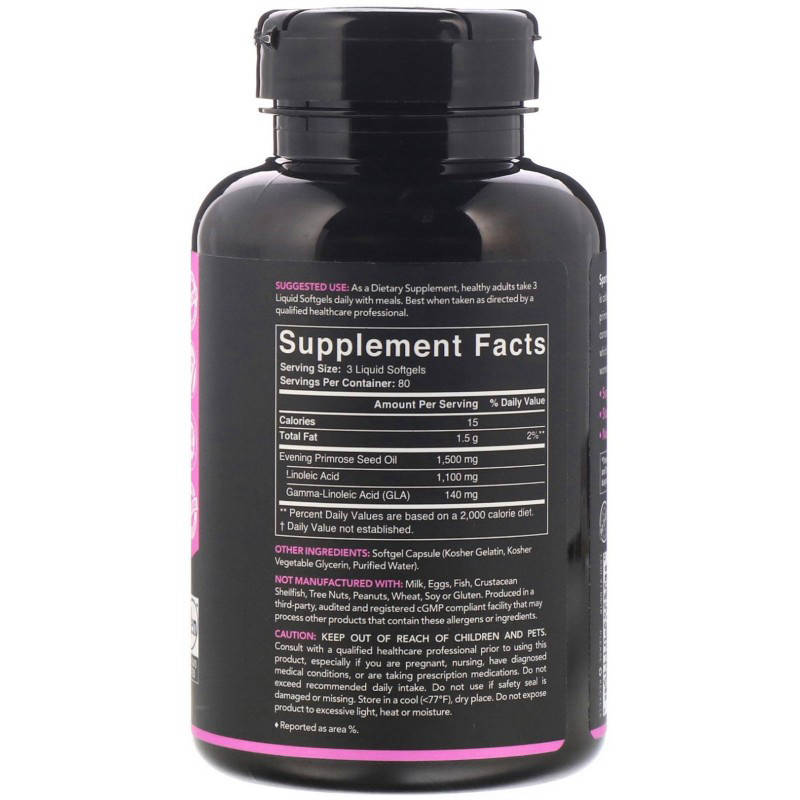 SUGGESTED USE: As a Dietary Supplement, healthy adults take 3
Liquid Softgels daily with meals. Best when taken as directed by a
qualified healthcare professional.
Supplement Facts
Serving Size: 3 Liquid Softgels
Servings Per Container: 80
Amount Per Serving % Daily Value
Calories 15
Total Fat 1.5 g 2%**
Evening Primrose Seed Oil 1,500 mg
Linoleic Acid 1,100 mg
Gamma-Linoleic Acid (GLA) 140 mg
** Percent Daily Values are based on a 2,000 calorie diet.
† Daily Value not established.
OTHER INGREDIENTS: Softgel Capsule (Kosher Gelatin, Kosher
Vegetable Glycerin, Purified Water).
NOT MANUFACTURED WITH: Milk, Eggs, Fish, Crustacean
Shellfish, Tree Nuts, Peanuts, Wheat, Soy or Gluten. Produced in a
third-party, audited and registered cGMP compliant facility that may
process other products that contain these allergens or ingredients.
CAUTION: KEEP OUT OF REACH OF CHILDREN AND PETS.
Consult with a qualified healthcare professional prior to using this
product, especially if you are pregnant, nursing, have diagnosed
medical conditions, or are taking prescription medications. Do not
exceed recommended daily intake. Do not use if safety seal is
damaged or missing. Store in a cool (<77°F), dry place. Do not expose
product to excessive light, heat or moisture.
♦ Reported as area %.